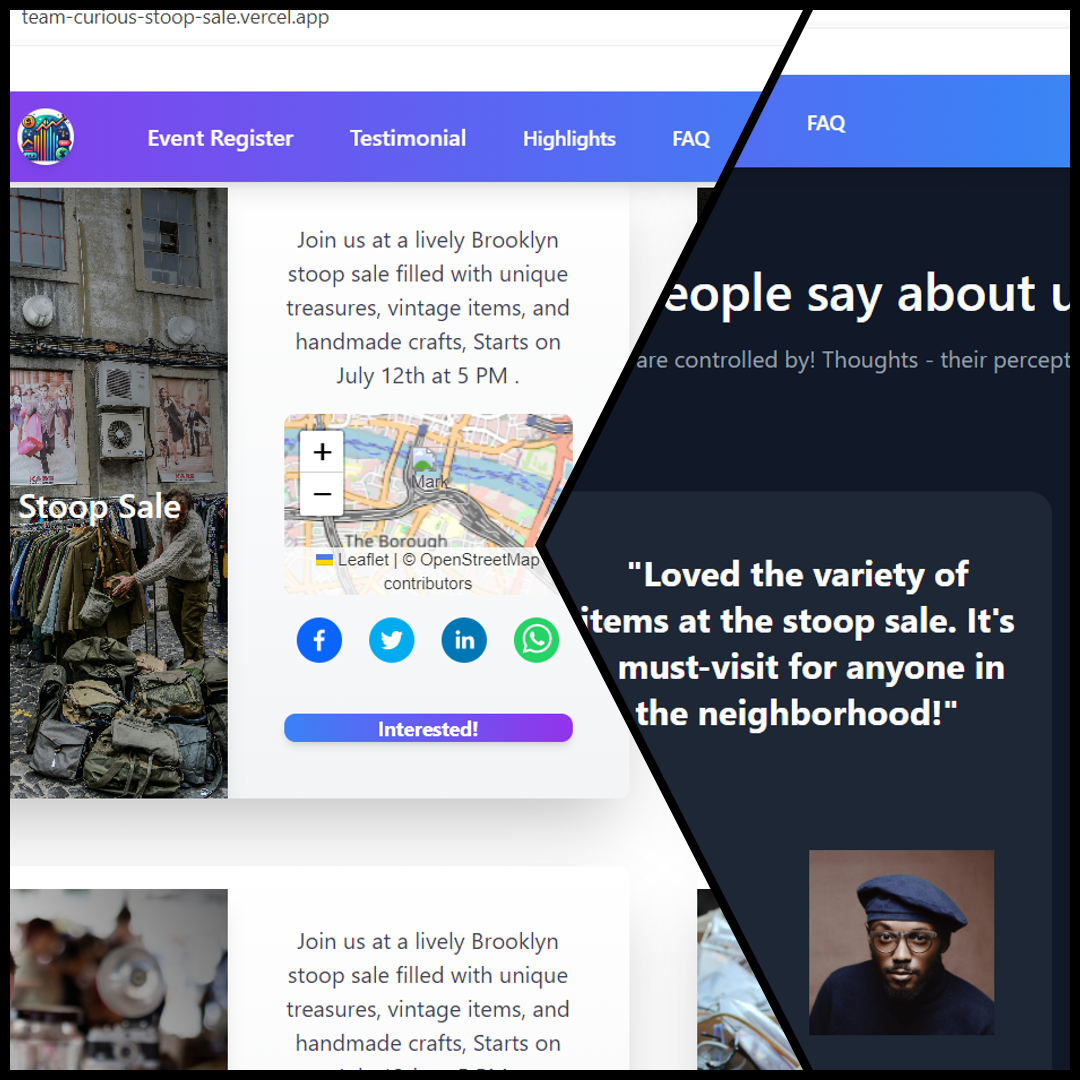 team-curious-stoop-sale.vercel.app
Event Register Testimonial Highlights FAQ
Stoop Sale
Join us at a lively Brooklyn
stoop sale filled with unique
treasures, vintage items, and
handmade crafts, Starts on
July 12th at 5 PM .
+
−
Mark
The Borough
Leaflet | © OpenStreetMap
contributors
Interested!
Join us at a lively Brooklyn
stoop sale filled with unique
treasures, vintage items, and
handmade crafts, Starts on
FAQ
eople say about u
are controlled by! Thoughts - their percept
"Loved the variety of
items at the stoop sale. It's
must-visit for anyone in
the neighborhood!"